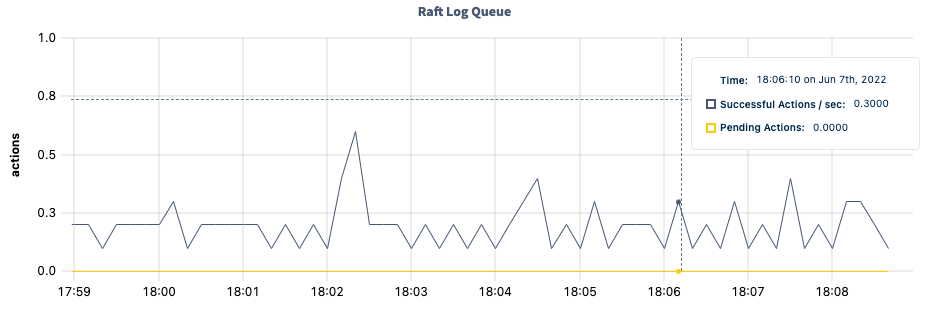 Raft Log Queue
1.0
0.8
0.5
0.3
0.0
actions
Time: 18:06:10 on Jun 7th, 2022
Successful Actions / sec: 0.3000
Pending Actions: 0.0000
17:59 18:00 18:01 18:02 18:03 18:04 18:05 18:06 18:07 18:08